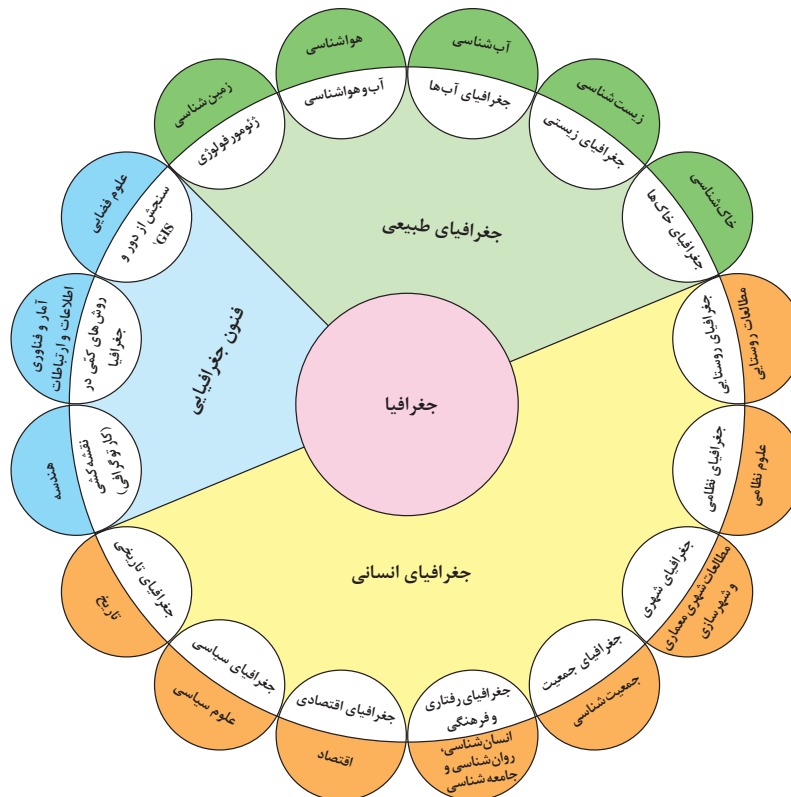 جغرافیا
جغرافیای طبیعی
فنون جغرافیایی
جغرافیای انسانی
هواشناسی
آب‌وهواشناسی
آب‌شناسی
جغرافیای آب‌ها
زیست‌شناسی
جغرافیای زیستی
خاک‌شناسی
جغرافیای خاک‌ها
مطالعات روستایی
جغرافیای روستایی
علوم نظامی
جغرافیای نظامی
مطالعات شهری معماری
و شهرسازی
جغرافیای شهری
جمعیت‌شناسی
جغرافیای جمعیت
جغرافیای رفتاری
و فرهنگی
انسان‌شناسی،
روان‌شناسی و
جامعه‌شناسی
جغرافیای اقتصادی
اقتصاد
جغرافیای سیاسی
علوم سیاسی
جغرافیای تاریخی
تاریخ
نقشه‌کشی
(کارتوگرافی)
هندسه
روش‌های کمّی در
جغرافیا
آمار و فناوری
اطلاعات و ارتباطات
سنجش از دور و
GIS،
علوم فضایی
ژئومورفولوژی
زمین‌شناسی